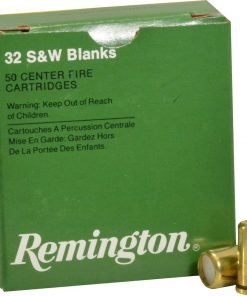 32 S&W Blanks
50 CENTER FIRE
CARTRIDGES
Warning: Keep Out of Reach
of Children.
Cartouches A Percussion Centrale
Mise En Garde: Gardez Hors
De La Portée Des Enfants.
Remington